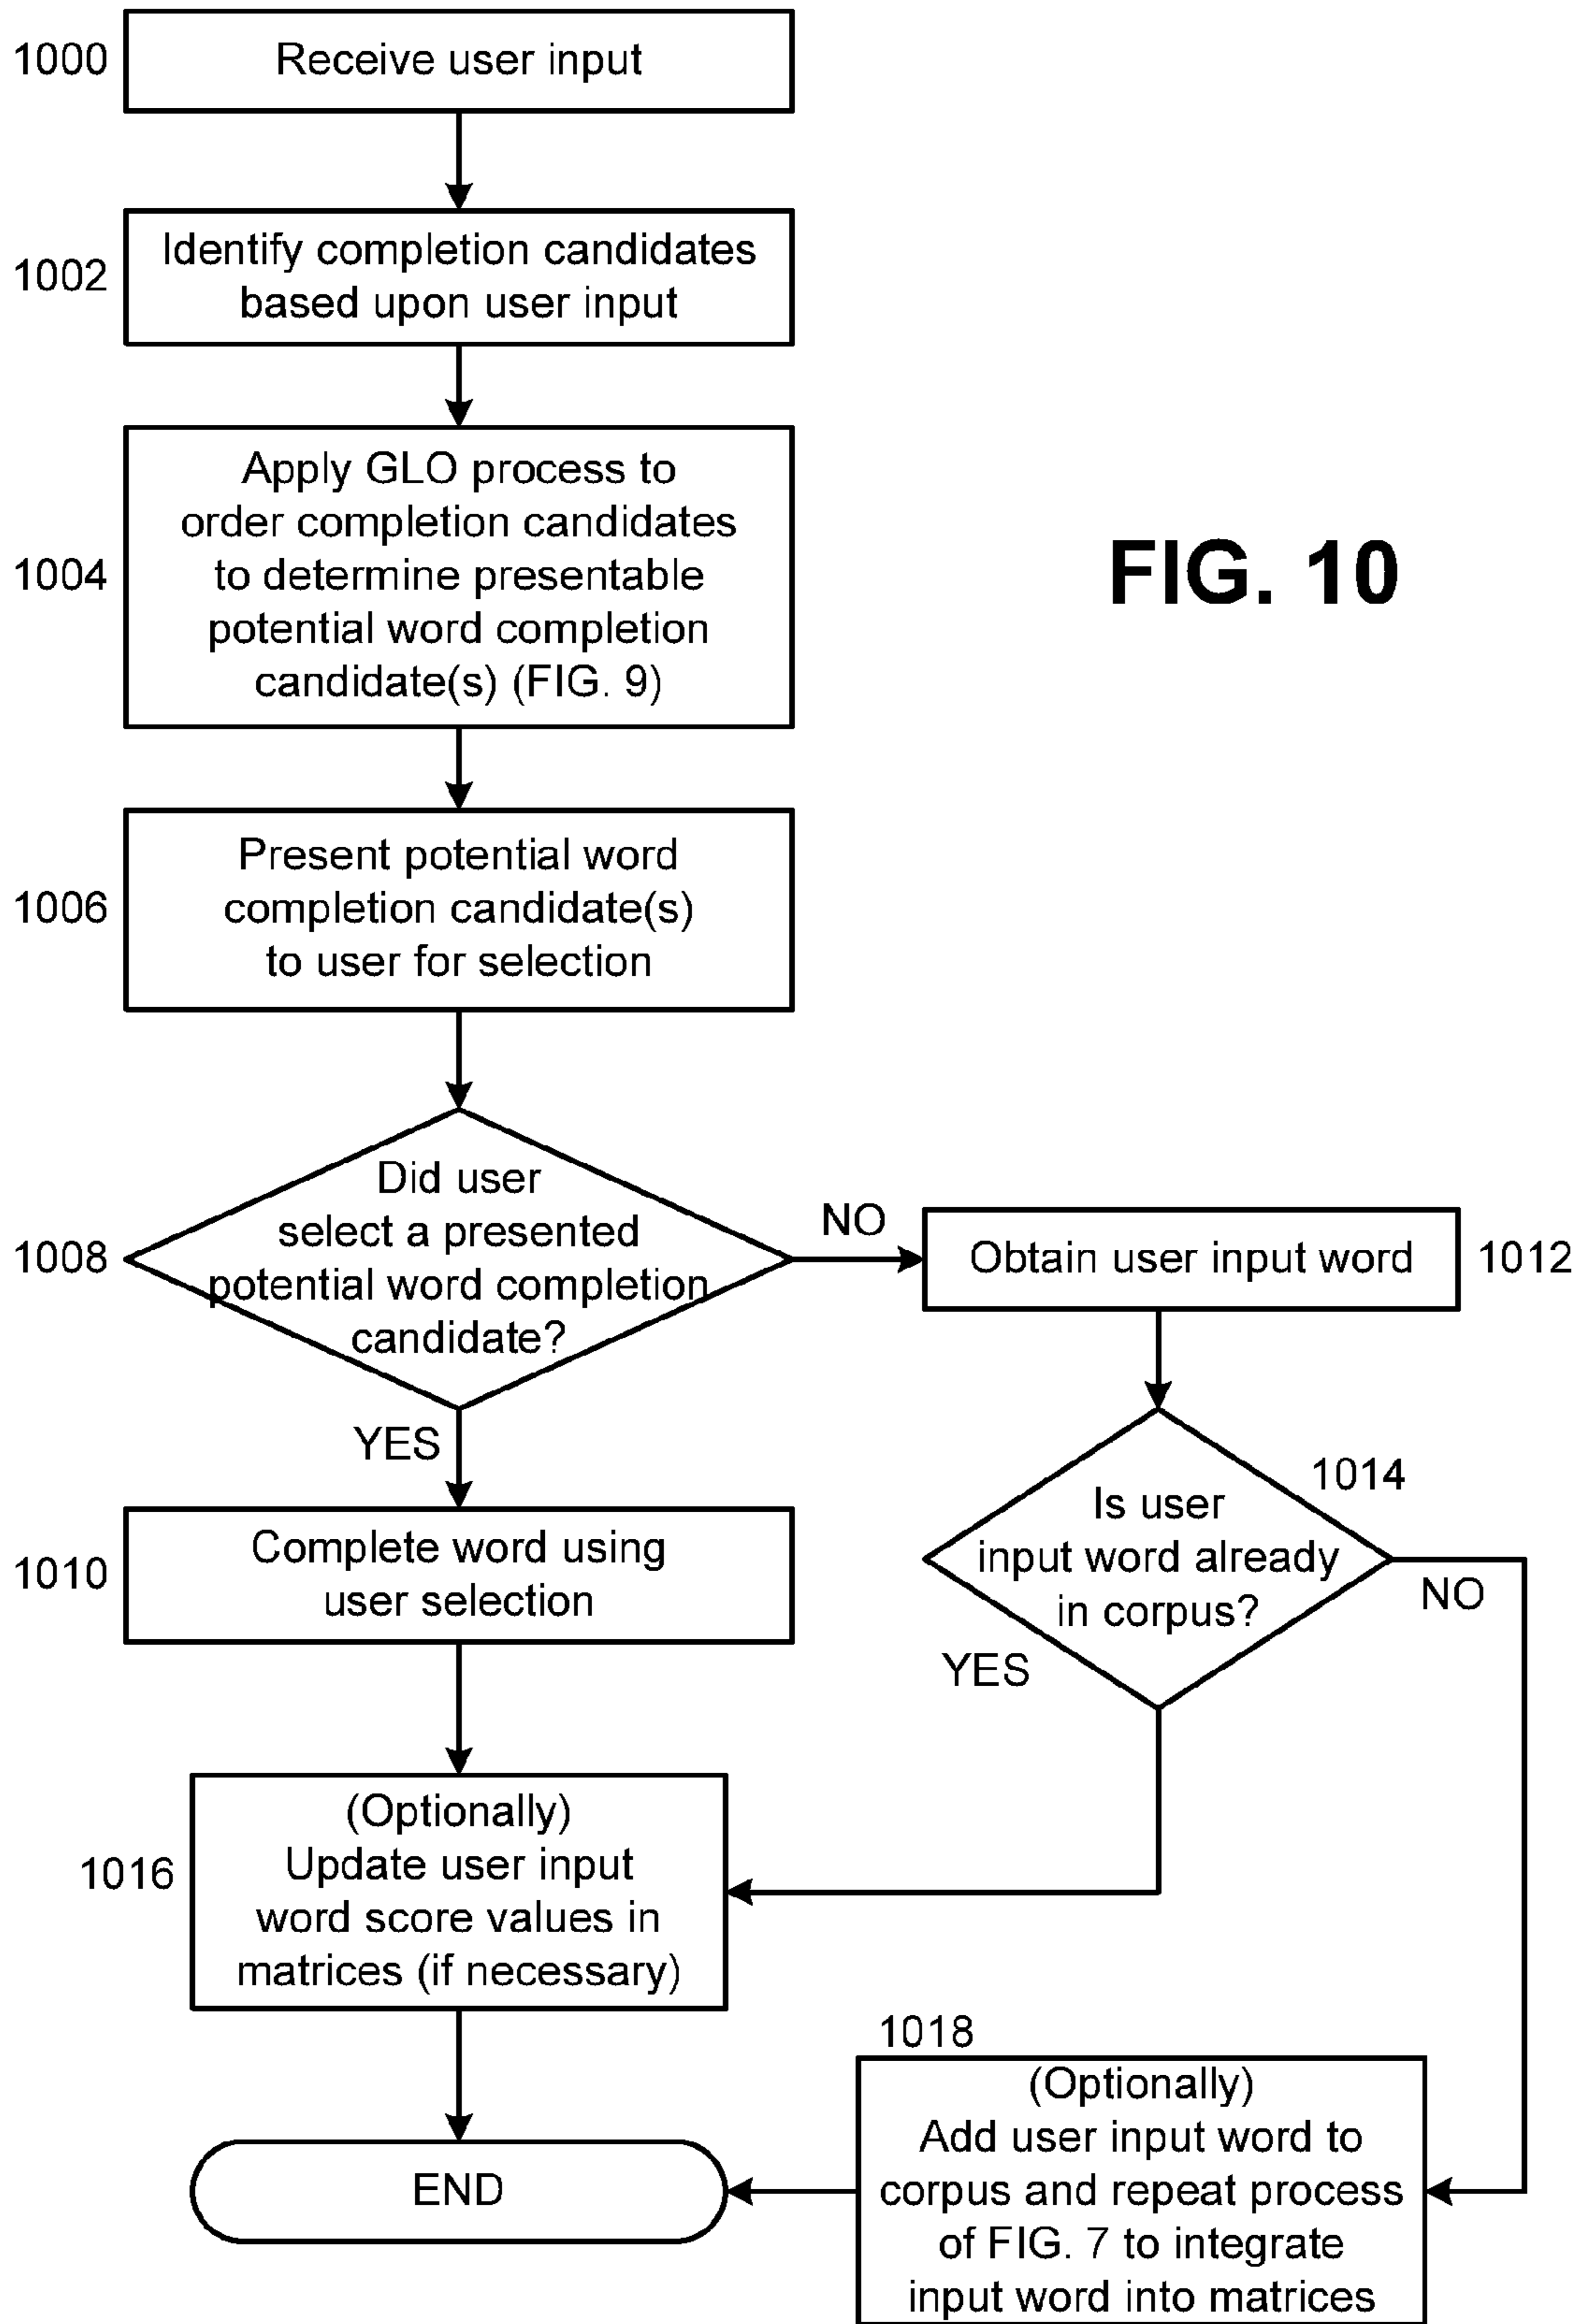 1000
Receive user input
1002
Identify completion candidates
based upon user input
1004
Apply GLO process to
order completion candidates
to determine presentable
potential word completion
candidate(s) (FIG. 9)
FIG. 10
1006
Present potential word
completion candidate(s)
to user for selection
1008
Did user
select a presented
potential word completion
candidate?
NO
Obtain user input word
1012
YES
1014
Is user
input word already
in corpus?
NO
YES
1010
Complete word using
user selection
1016
(Optionally)
Update user input
word score values in
matrices (if necessary)
1018
(Optionally)
Add user input word to
corpus and repeat process
of FIG. 7 to integrate
input word into matrices
END